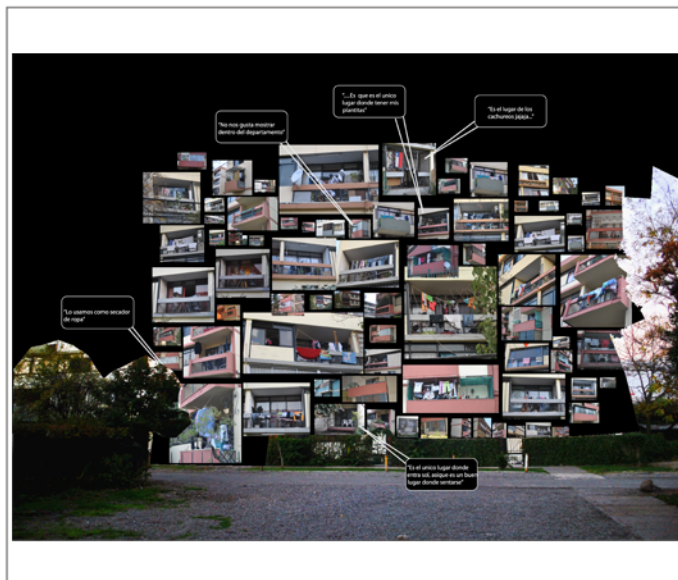 "....Es que es el unico
lugar donde tener mis
plantitas"
"Es el lugar de los
cachureos jajaja..."
"No nos gusta mostrar
dentro del departamento"
"Lo usamos como secador
de ropa"
"Es el unico lugar donde
entra sol, asique es un buen
lugar donde sentarse"